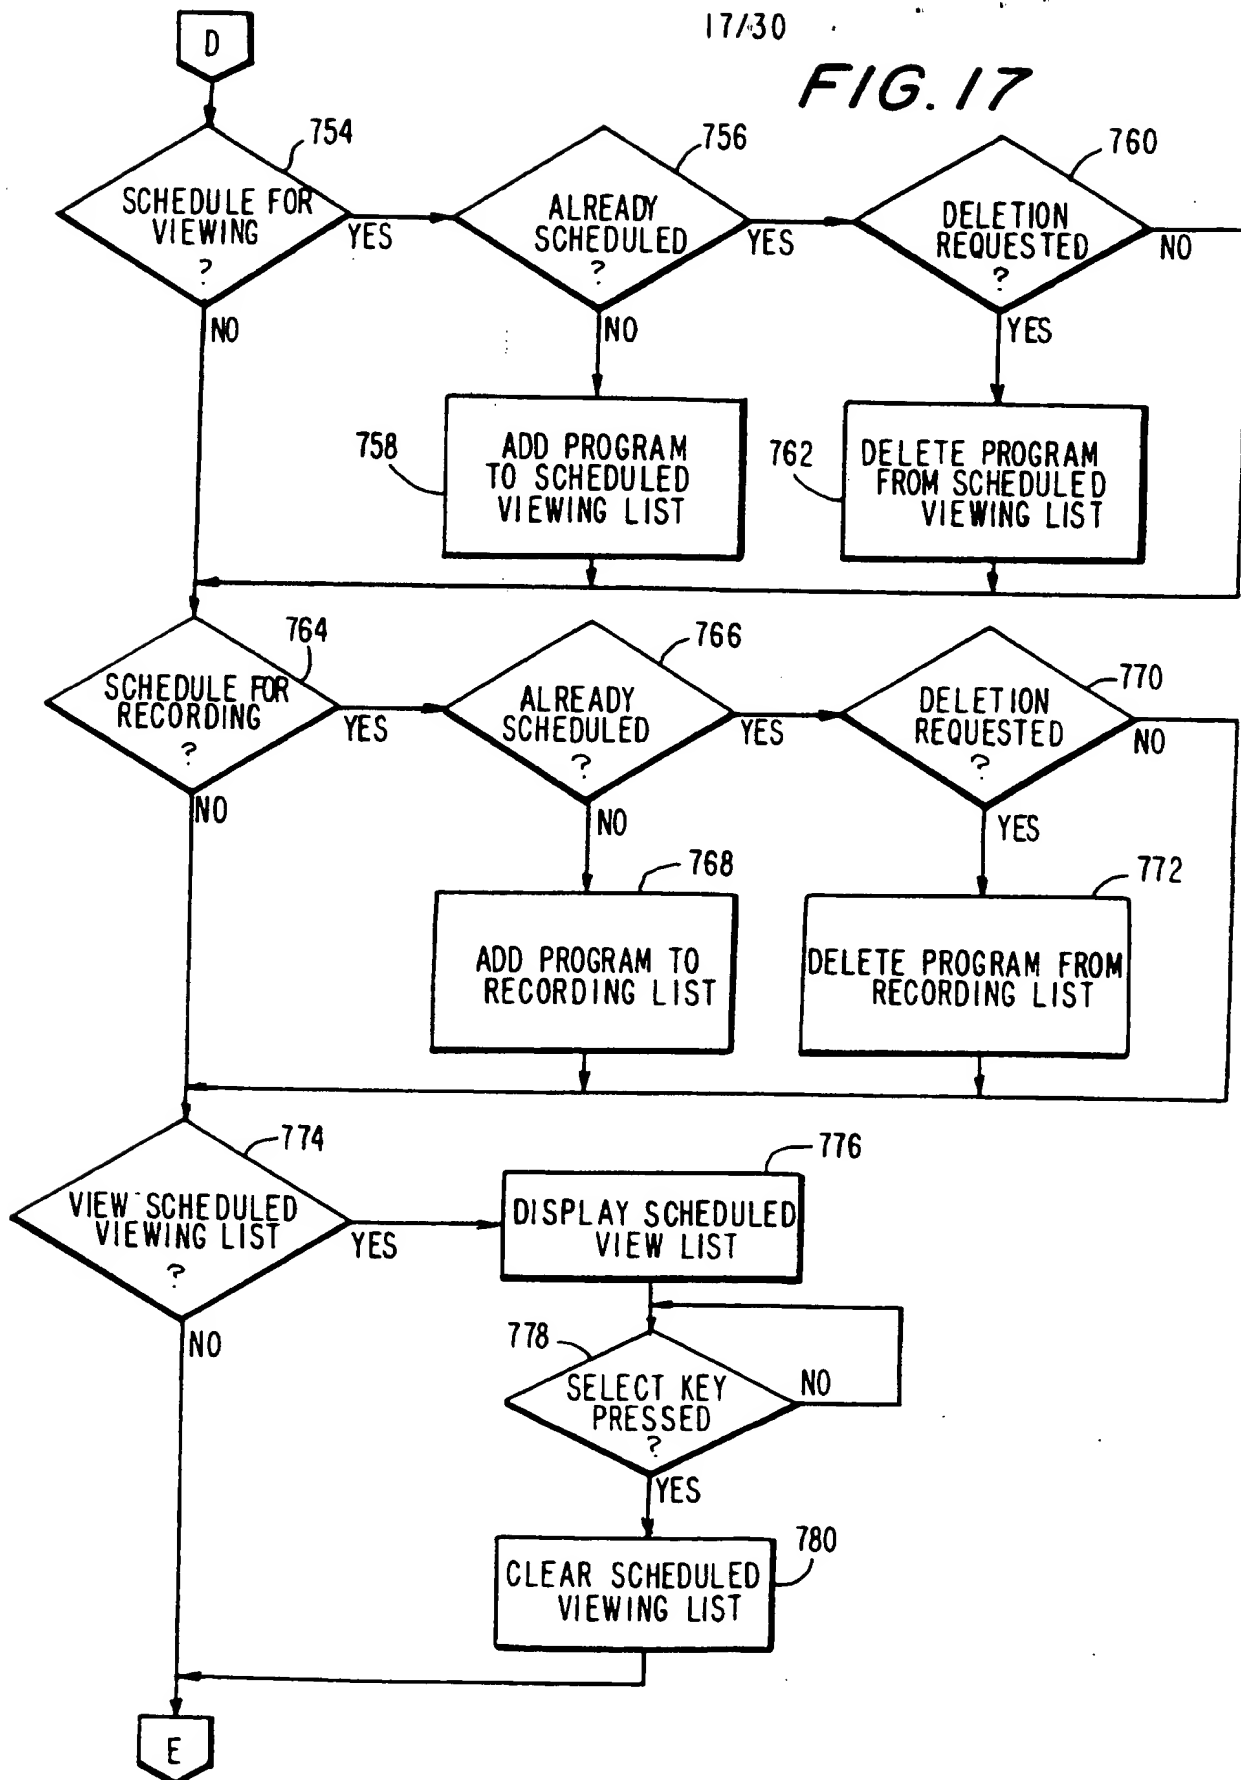 17/30
FIG. 17
D
754
SCHEDULE FOR
VIEWING
?
YES
NO
756
ALREADY
SCHEDULED
?
YES
NO
760
DELETION
REQUESTED
?
NO
YES
758
ADD PROGRAM
TO SCHEDULED
VIEWING LIST
762
DELETE PROGRAM
FROM SCHEDULED
VIEWING LIST
764
SCHEDULE FOR
RECORDING
?
YES
NO
766
ALREADY
SCHEDULED
?
YES
NO
770
DELETION
REQUESTED
?
NO
YES
768
ADD PROGRAM TO
RECORDING LIST
772
DELETE PROGRAM FROM
RECORDING LIST
774
VIEW SCHEDULED
VIEWING LIST
?
YES
NO
776
DISPLAY SCHEDULED
VIEW LIST
778
SELECT KEY
PRESSED
?
NO
YES
780
CLEAR SCHEDULED
VIEWING LIST
E